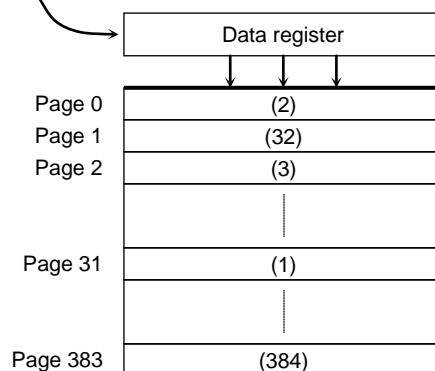 Data register
Page 0 (2)
Page 1 (32)
Page 2 (3)
Page 31 (1)
Page 383 (384)